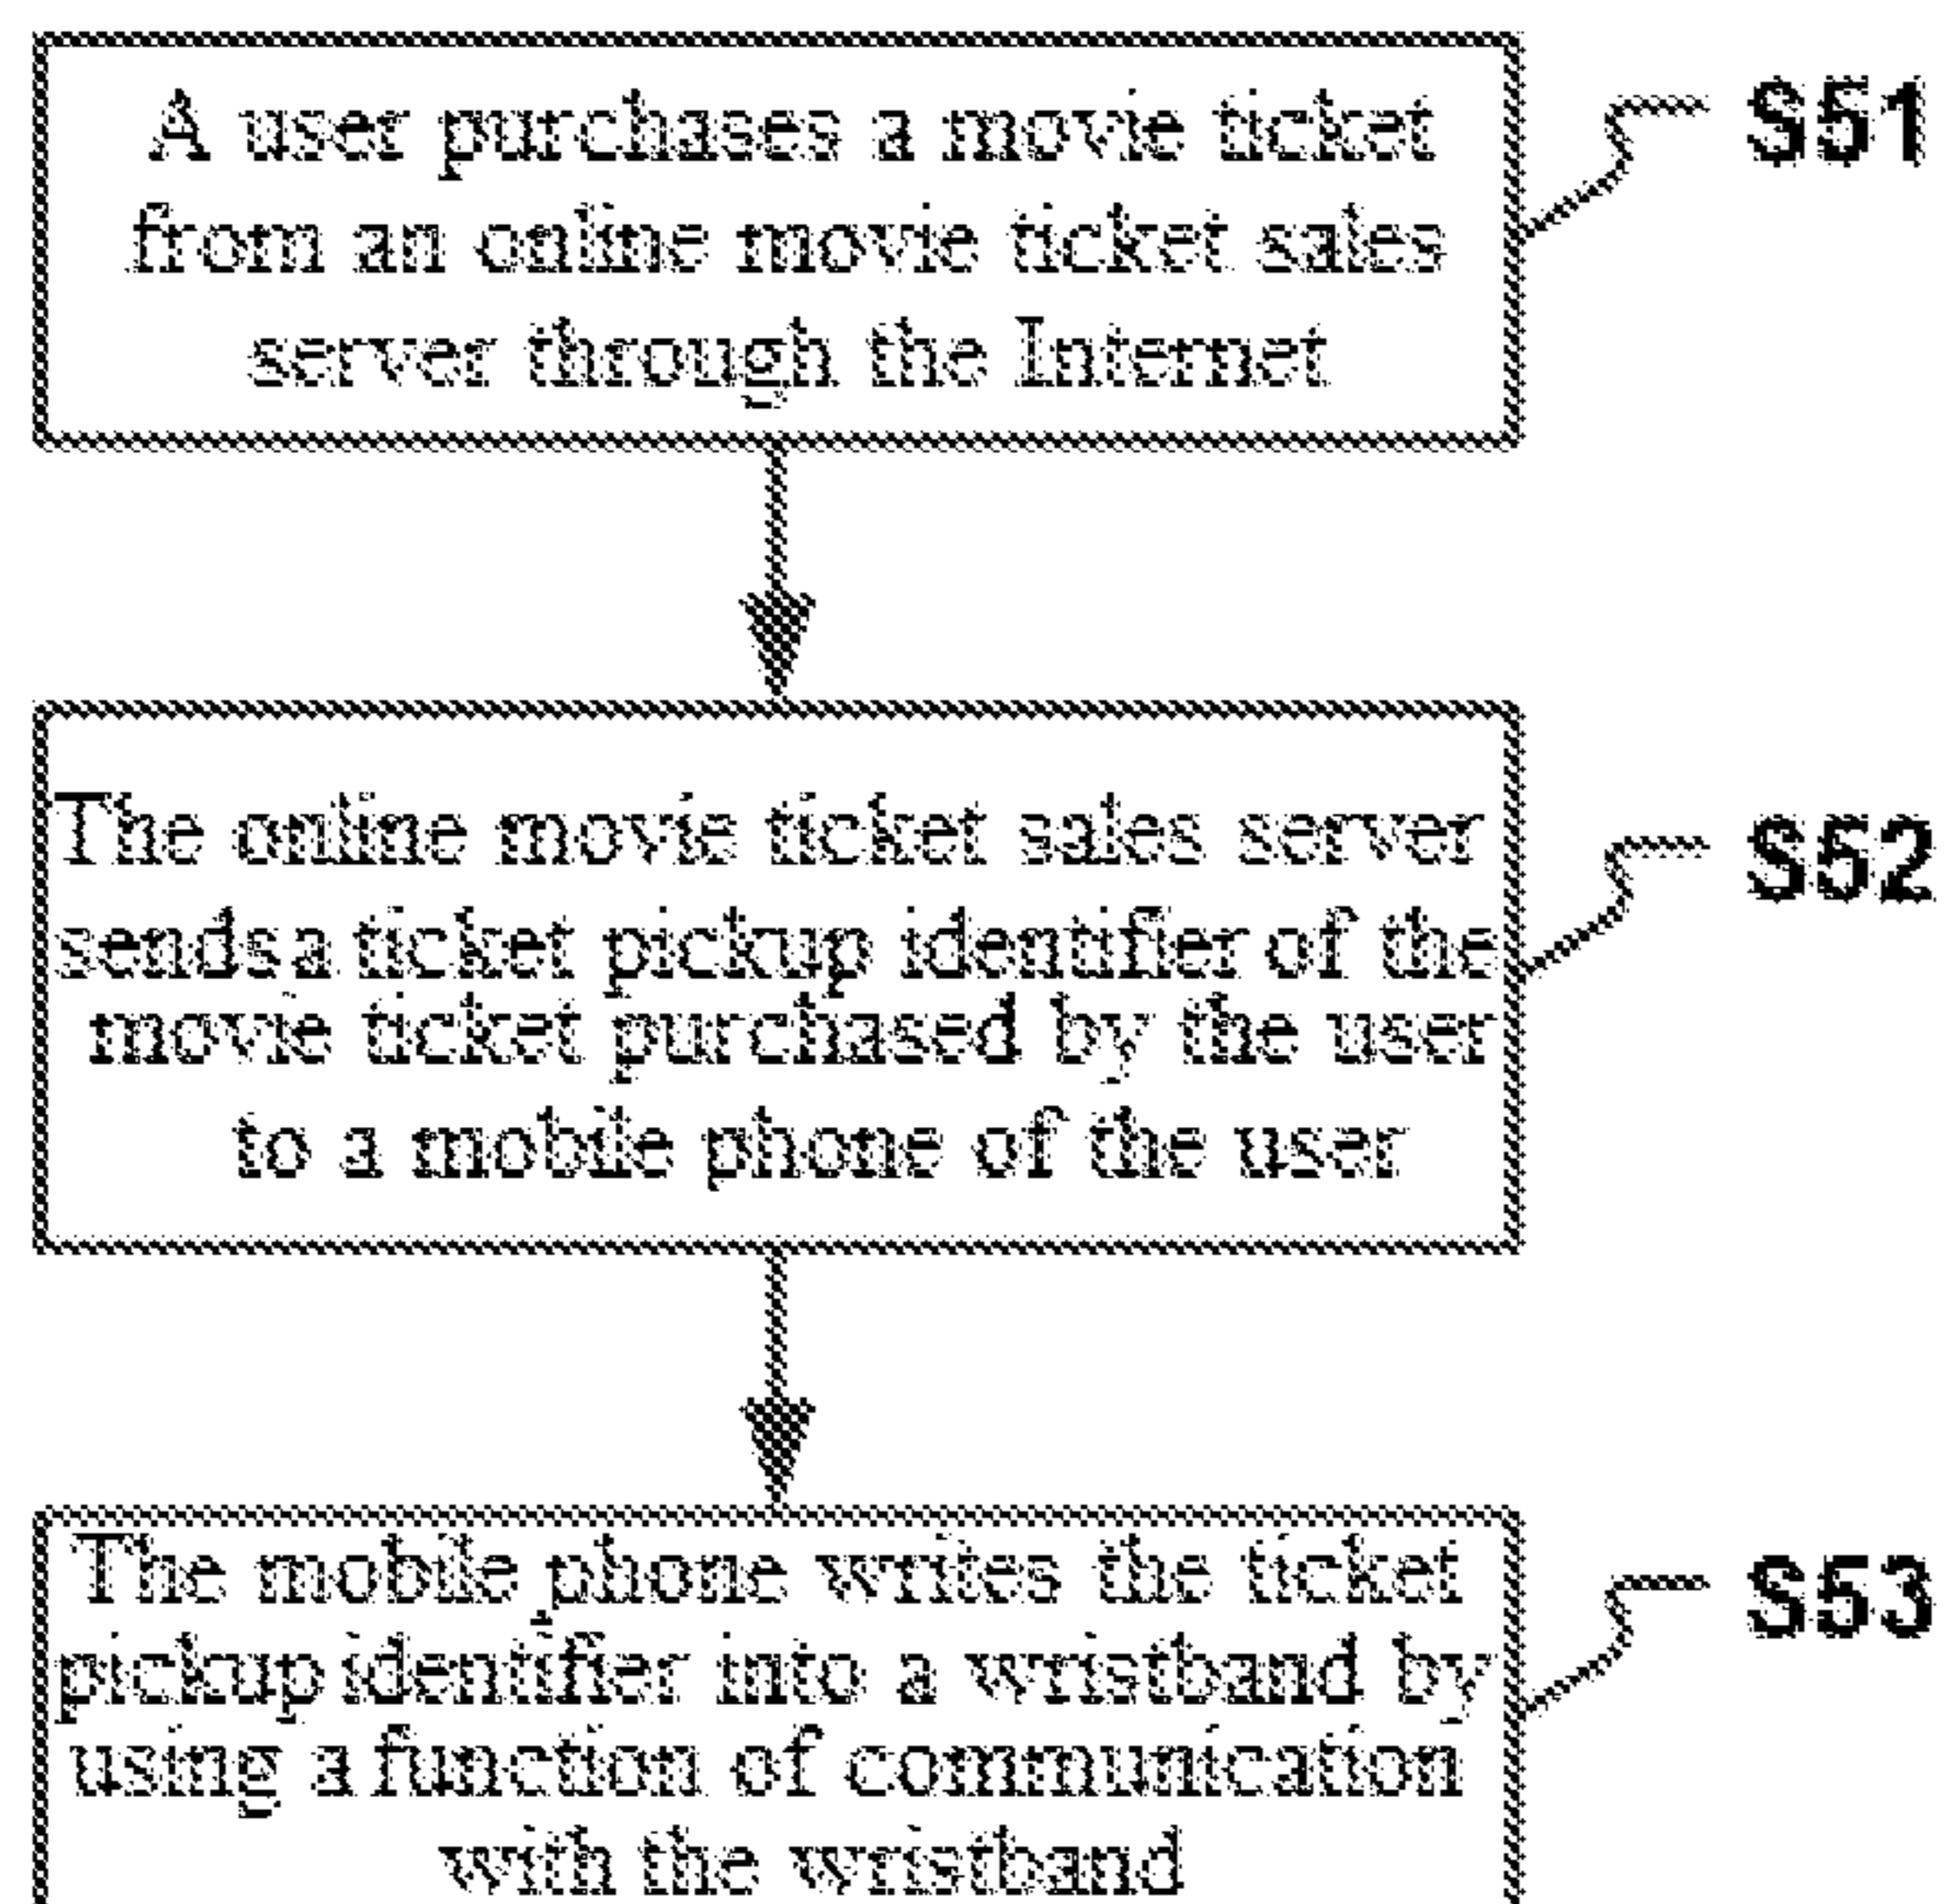 A user purchases a movie ticket
from an online movie ticket sales
server through the Internet
S51
The online movie ticket sales server
sends a ticket pickup identifier of the
movie ticket purchased by the user
to a mobile phone of the user
S52
The mobile phone writes the ticket
pickup identifier into a wristband by
using a function of communication
with the wristband
S53